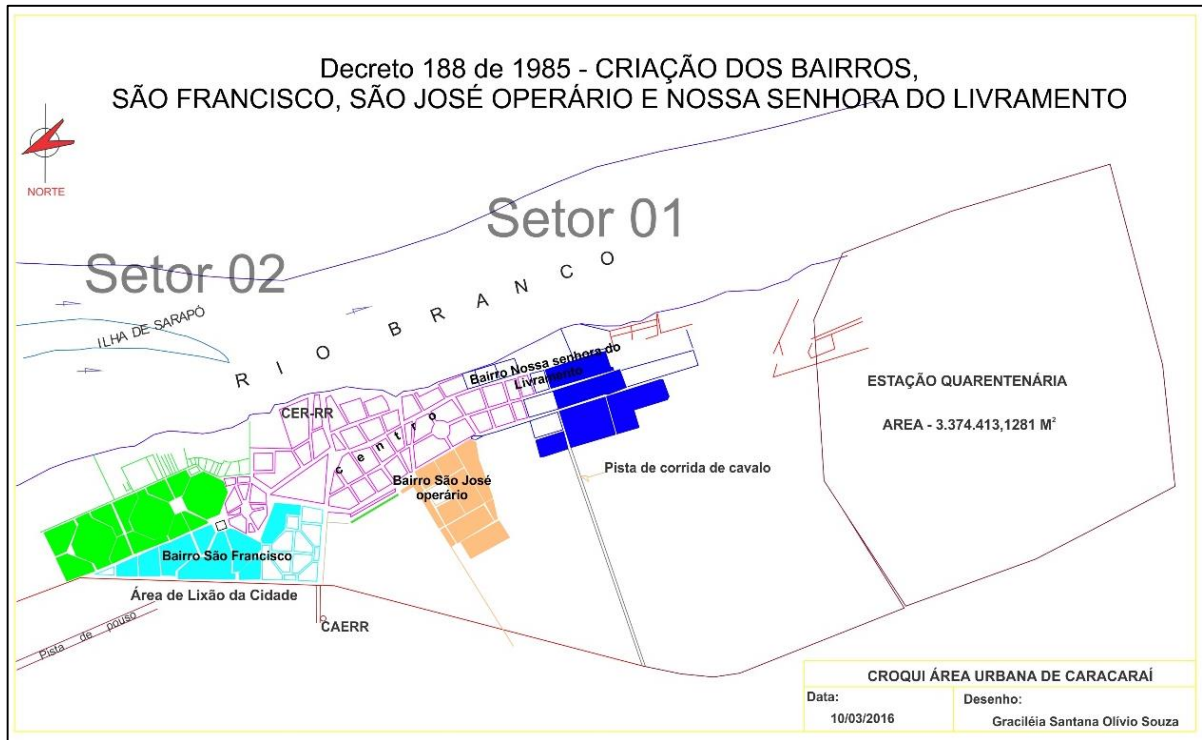 Decreto 188 de 1985 - CRIAÇÃO DOS BAIRROS,
SÃO FRANCISCO, SÃO JOSÉ OPERÁRIO E NOSSA SENHORA DO LIVRAMENTO
NORTE
Setor 01
Setor 02
ILHA DE SARAPÓ
RIO BRANCO
Bairro Nossa senhora do
Livramento
ESTAÇÃO QUARENTENÁRIA
AREA - 3.374.413,1281 M²
CER-RR
centro
Bairro São José
operário
Pista de corrida de cavalo
Bairro São Francisco
Área de Lixão da Cidade
CAERR
Pista de pouso
CROQUI ÁREA URBANA DE CARACARAÍ
Data:
10/03/2016
Desenho:
Graciléia Santana Olívio Souza